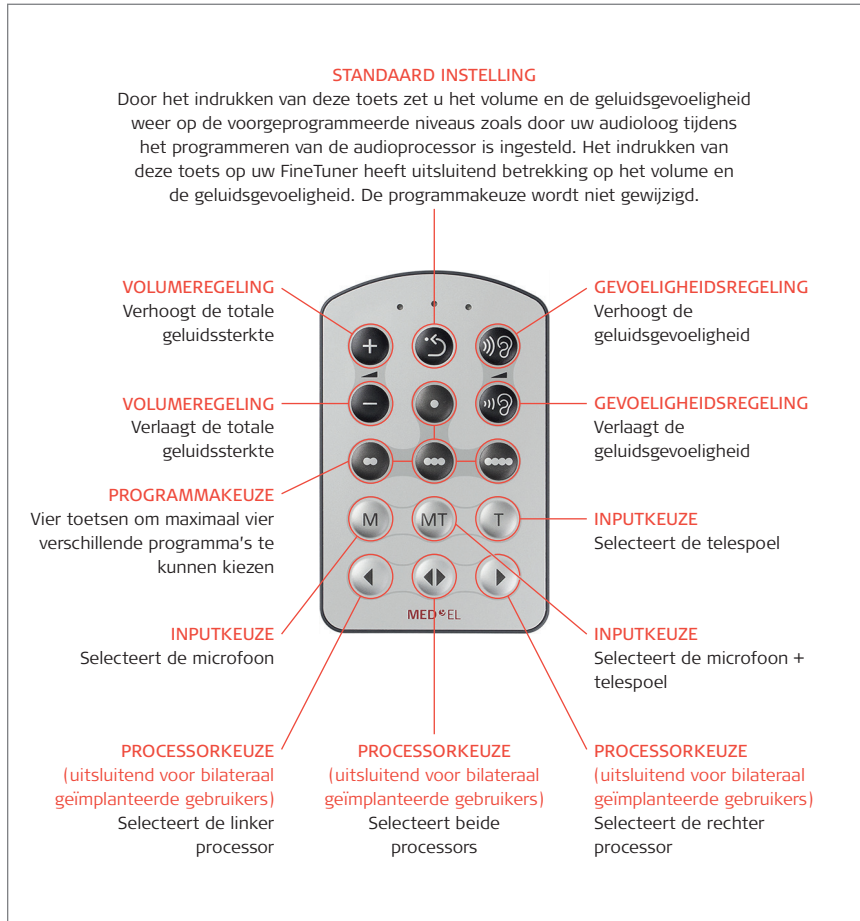 STANDAARD INSTELLING
Door het indrukken van deze toets zet u het volume en de geluidsgevoeligheid
weer op de voorgeprogrammeerde niveaus zoals door uw audioloog tijdens
het programmeren van de audioprocessor is ingesteld. Het indrukken van
deze toets op uw FineTuner heeft uitsluitend betrekking op het volume en
de geluidsgevoeligheid. De programmakeuze wordt niet gewijzigd.
VOLUMEREGELING
Verhoogt de totale
geluidssterkte
GEVOELIGHEIDSREGELING
Verhoogt de
geluidsgevoeligheid
+
VOLUMEREGELING
Verlaagt de totale
geluidssterkte
−
GEVOELIGHEIDSREGELING
Verlaagt de
geluidsgevoeligheid
PROGRAMMAKEUZE
Vier toetsen om maximaal vier
verschillende programma's te
kunnen kiezen
M MT T
INPUTKEUZE
Selecteert de telespoel
MED EL
INPUTKEUZE
Selecteert de microfoon
INPUTKEUZE
Selecteert de microfoon +
telespoel
PROCESSORKEUZE
(uitsluitend voor bilateraal
geïmplanteerde gebruikers)
Selecteert de linker
processor
PROCESSORKEUZE
(uitsluitend voor bilateraal
geïmplanteerde gebruikers)
Selecteert beide
processors
PROCESSORKEUZE
(uitsluitend voor bilateraal
geïmplanteerde gebruikers)
Selecteert de rechter
processor